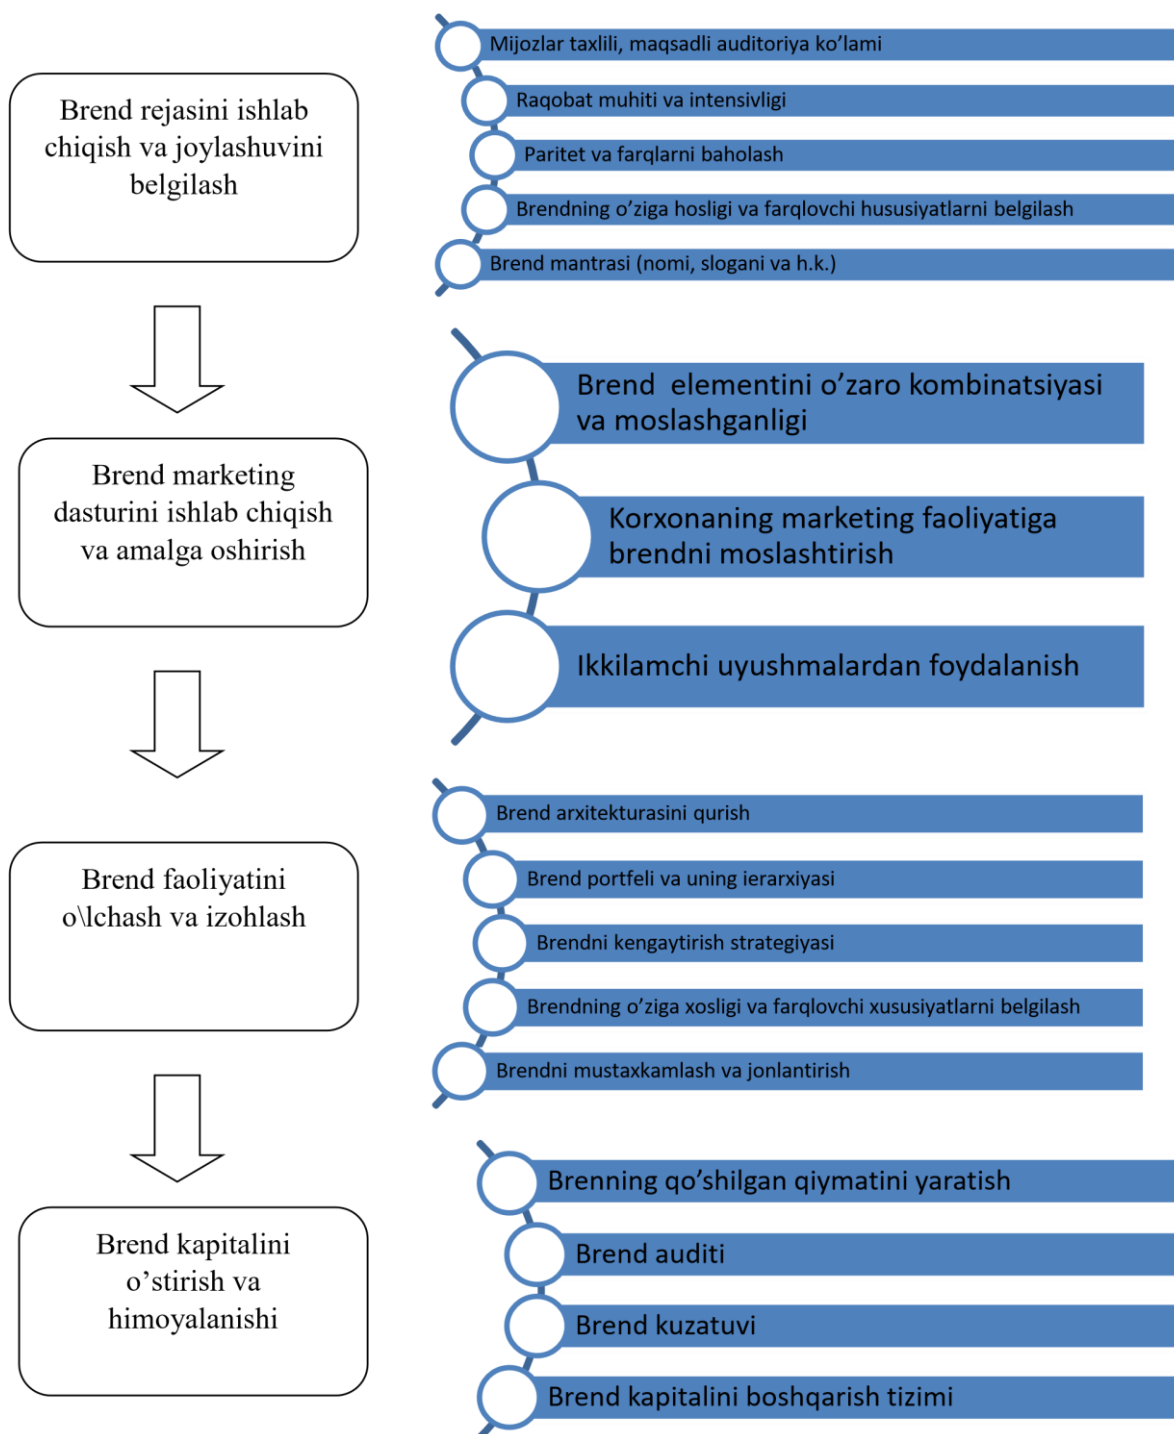 Brend rejasini ishlab
chiqish va joylashuvini
belgilash
Mijozlar taxlili, maqsadli auditoriya ko’lami
Raqobat muhiti va intensivligi
Paritet va farqlarni baholash
Brendning o’ziga hosligi va farqlovchi hususiyatlarni belgilash
Brend mantrasi (nomi, slogani va h.k.)
Brend marketing
dasturini ishlab chiqish
va amalga oshirish
Brend elementini o’zaro kombinatsiyasi
va moslashganligi
Korxonaning marketing faoliyatiga
brendni moslashtirish
Ikkilamchi uyushmalardan foydalanish
Brend faoliyatini
o\lchash va izohlash
Brend arxitekturasini qurish
Brend portfeli va uning ierarxiyasi
Brendni kengaytirish strategiyasi
Brendning o’ziga xosligi va farqlovchi xususiyatlarni belgilash
Brendni mustaxkamlash va jonlantirish
Brend kapitalini
o’stirish va
himoyalanishi
Brenning qo’shilgan qiymatini yaratish
Brend auditi
Brend kuzatuvi
Brend kapitalini boshqarish tizimi